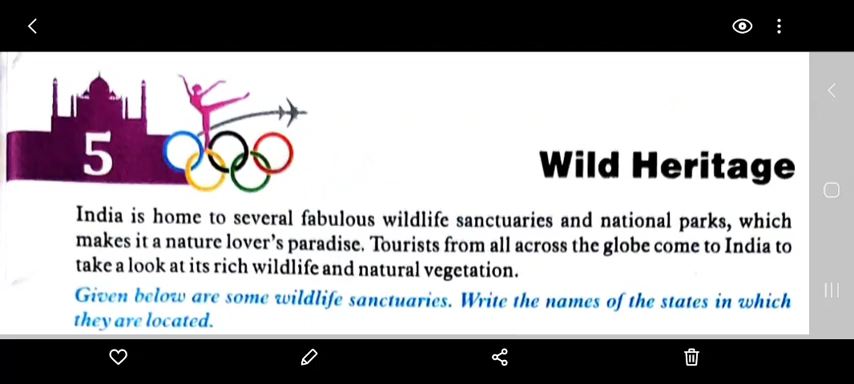 5
Wild Heritage
India is home to several fabulous wildlife sanctuaries and national parks, which
makes it a nature lover's paradise. Tourists from all across the globe come to India to
take a look at its rich wildlife and natural vegetation.
Given below are some wildlife sanctuaries. Write the names of the states in which
they are located.